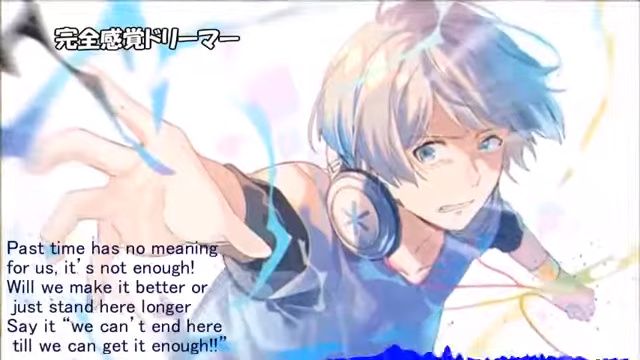 完全感覚ドリーマー
Past time has no meaning
for us, it's not enough!
Will we make it better or
just stand here longer
Say it “we can't end here
till we can get it enough!!”